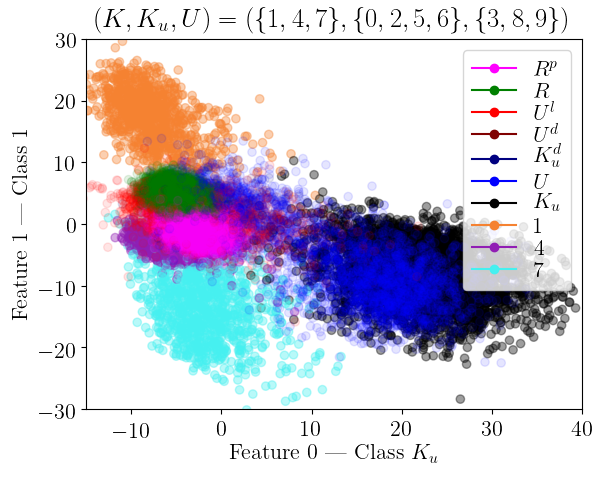 (K, K_u, U) = ({1, 4, 7}, {0, 2, 5, 6}, {3, 8, 9})
30
20
10
0
−10
−20
−30
Feature 1 — Class 1
R^p
R
U^l
U^d
K_u^d
U
K_u
1
4
7
−10
0
10
20
30
40
Feature 0 — Class K_u